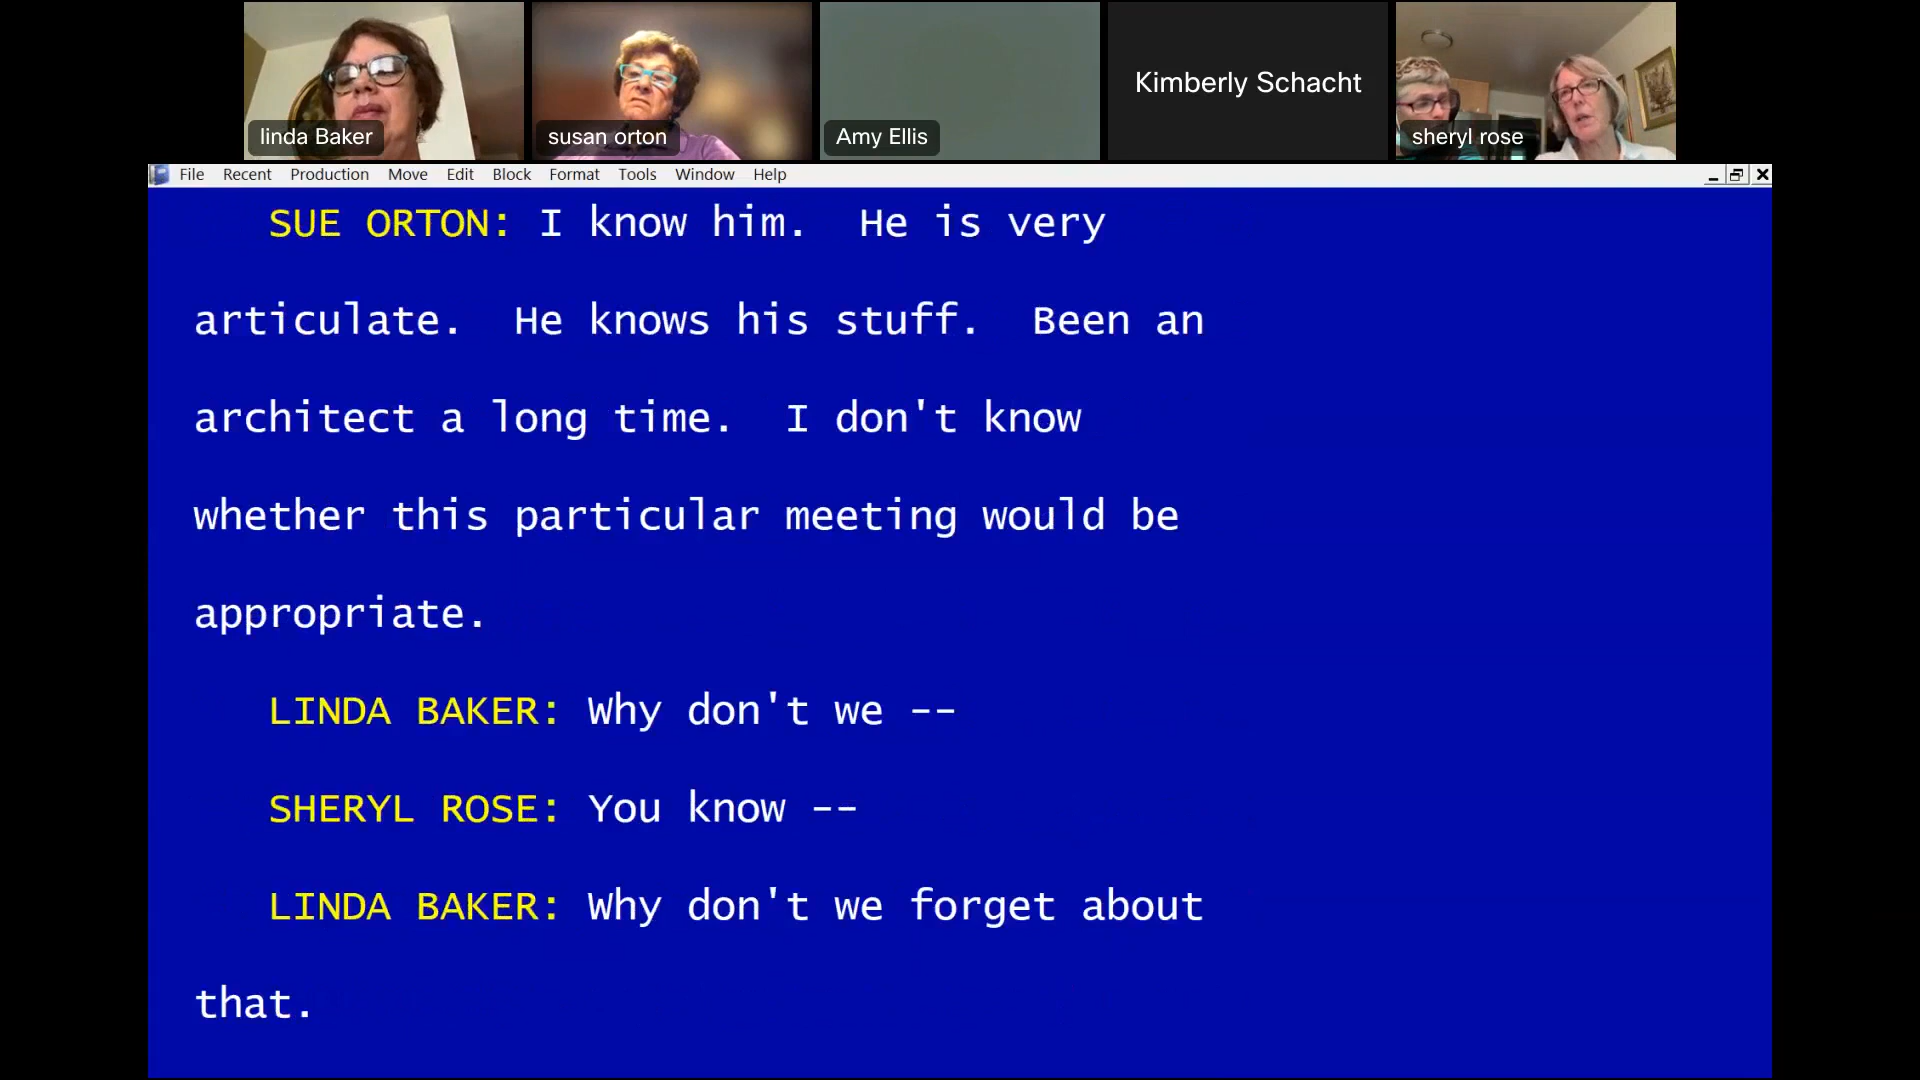 linda Baker
susan orton
Amy Ellis
Kimberly Schacht
sheryl rose
File Recent Production Move Edit Block Format Tools Window Help
SUE ORTON: I know him.  He is very
articulate.  He knows his stuff.  Been an
architect a long time.  I don't know
whether this particular meeting would be
appropriate.
LINDA BAKER: Why don't we --
SHERYL ROSE: You know --
LINDA BAKER: Why don't we forget about
that.